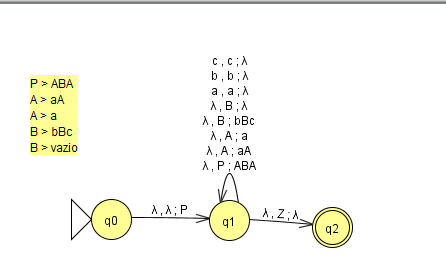 P > ABA
A > aA
A > a
B > bBc
B > vazio
c , c ; λ
b , b ; λ
a , a ; λ
λ , B ; λ
λ , B ; bBc
λ , A ; a
λ , A ; aA
λ , P ; ABA
q0
λ , λ ; P
q1
λ , Z ; λ
q2